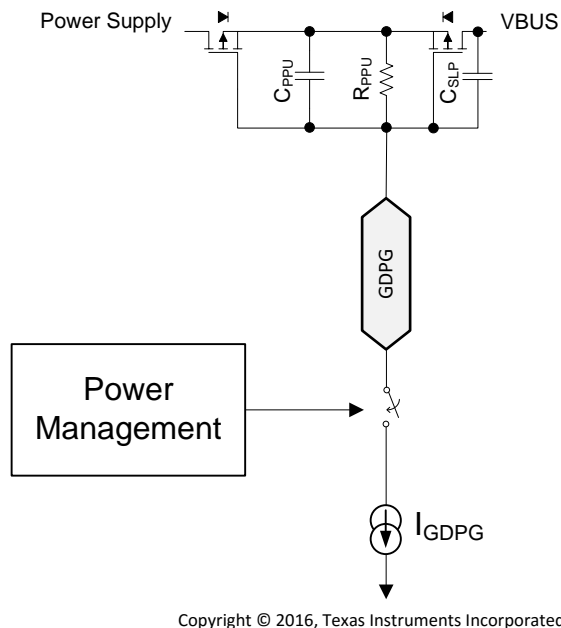 Power Supply
VBUS
CPPU
RPPU
CSLP
GDPG
Power
Management
IGDPG
Copyright © 2016, Texas Instruments Incorporated